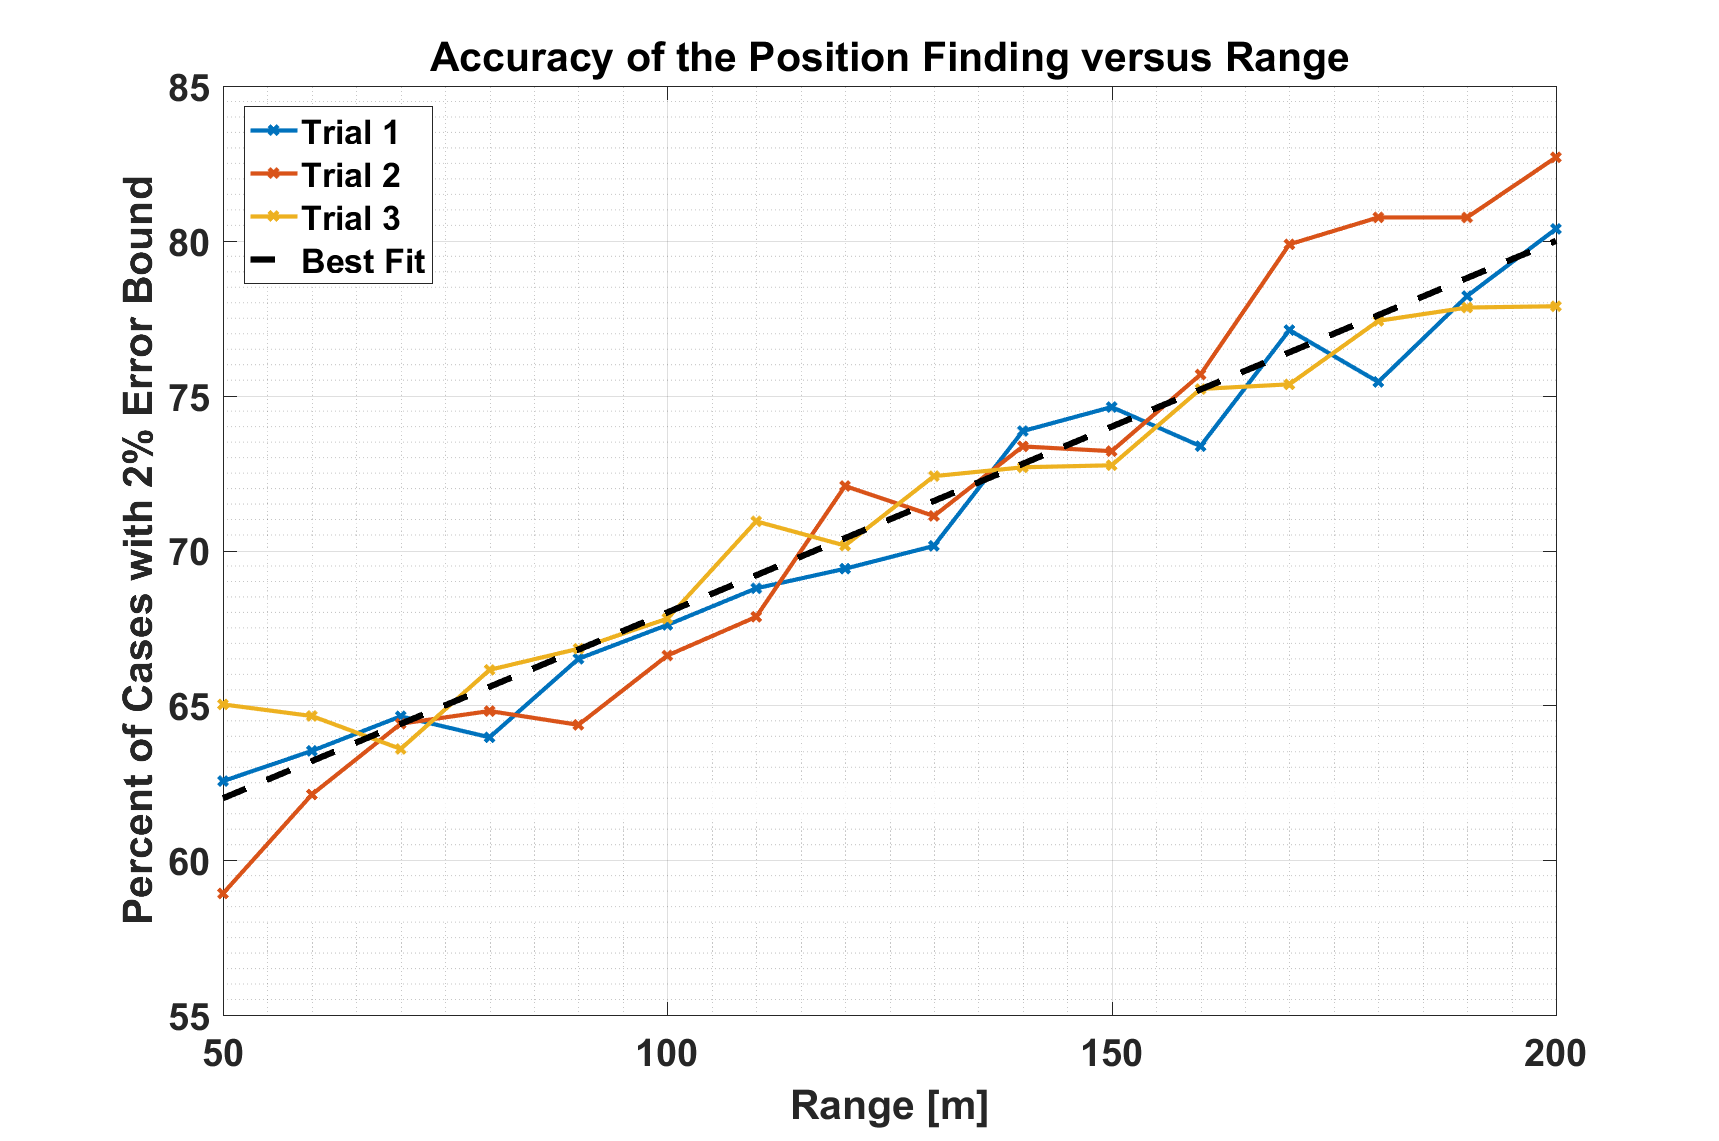 Accuracy of the Position Finding versus Range
Percent of Cases with 2% Error Bound
85
80
75
70
65
60
55
Trial 1
Trial 2
Trial 3
Best Fit
50
100
150
200
Range [m]